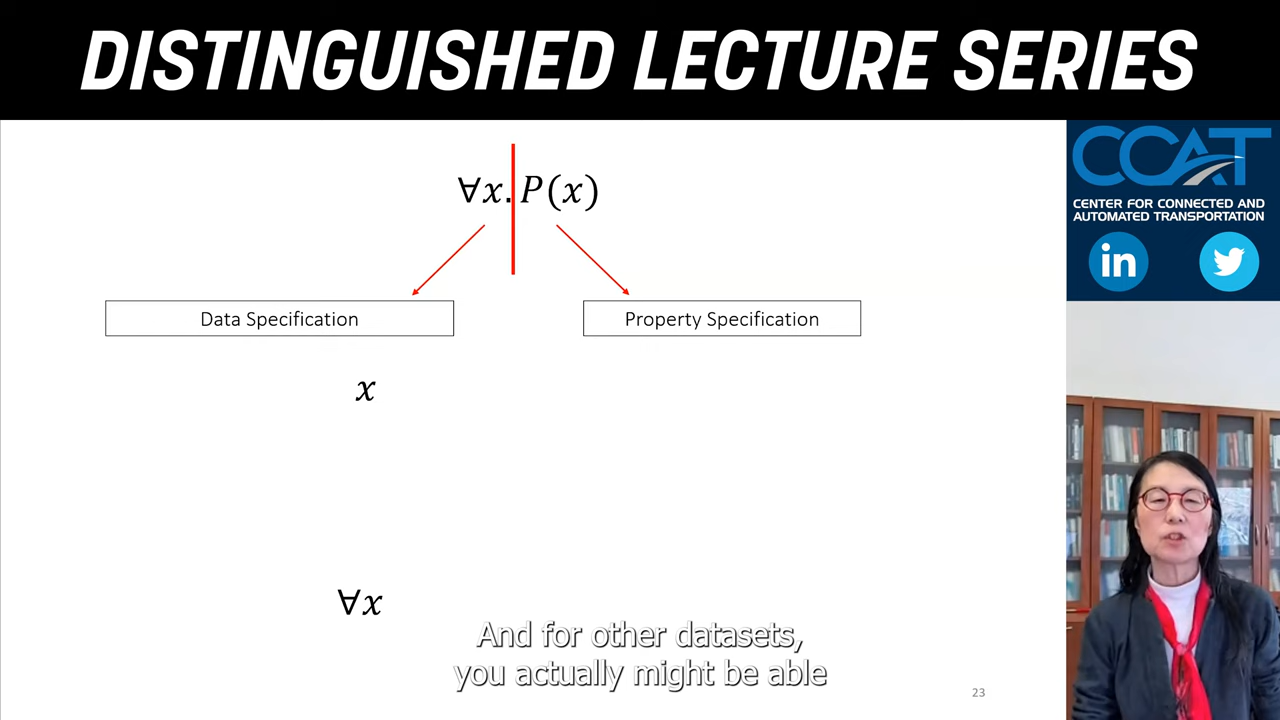 DISTINGUISHED LECTURE SERIES
∀x. P(x)
Data Specification
Property Specification
x
∀x
And for other datasets,
you actually might be able
23
CCAT
CENTER FOR CONNECTED AND
AUTOMATED TRANSPORTATION
in